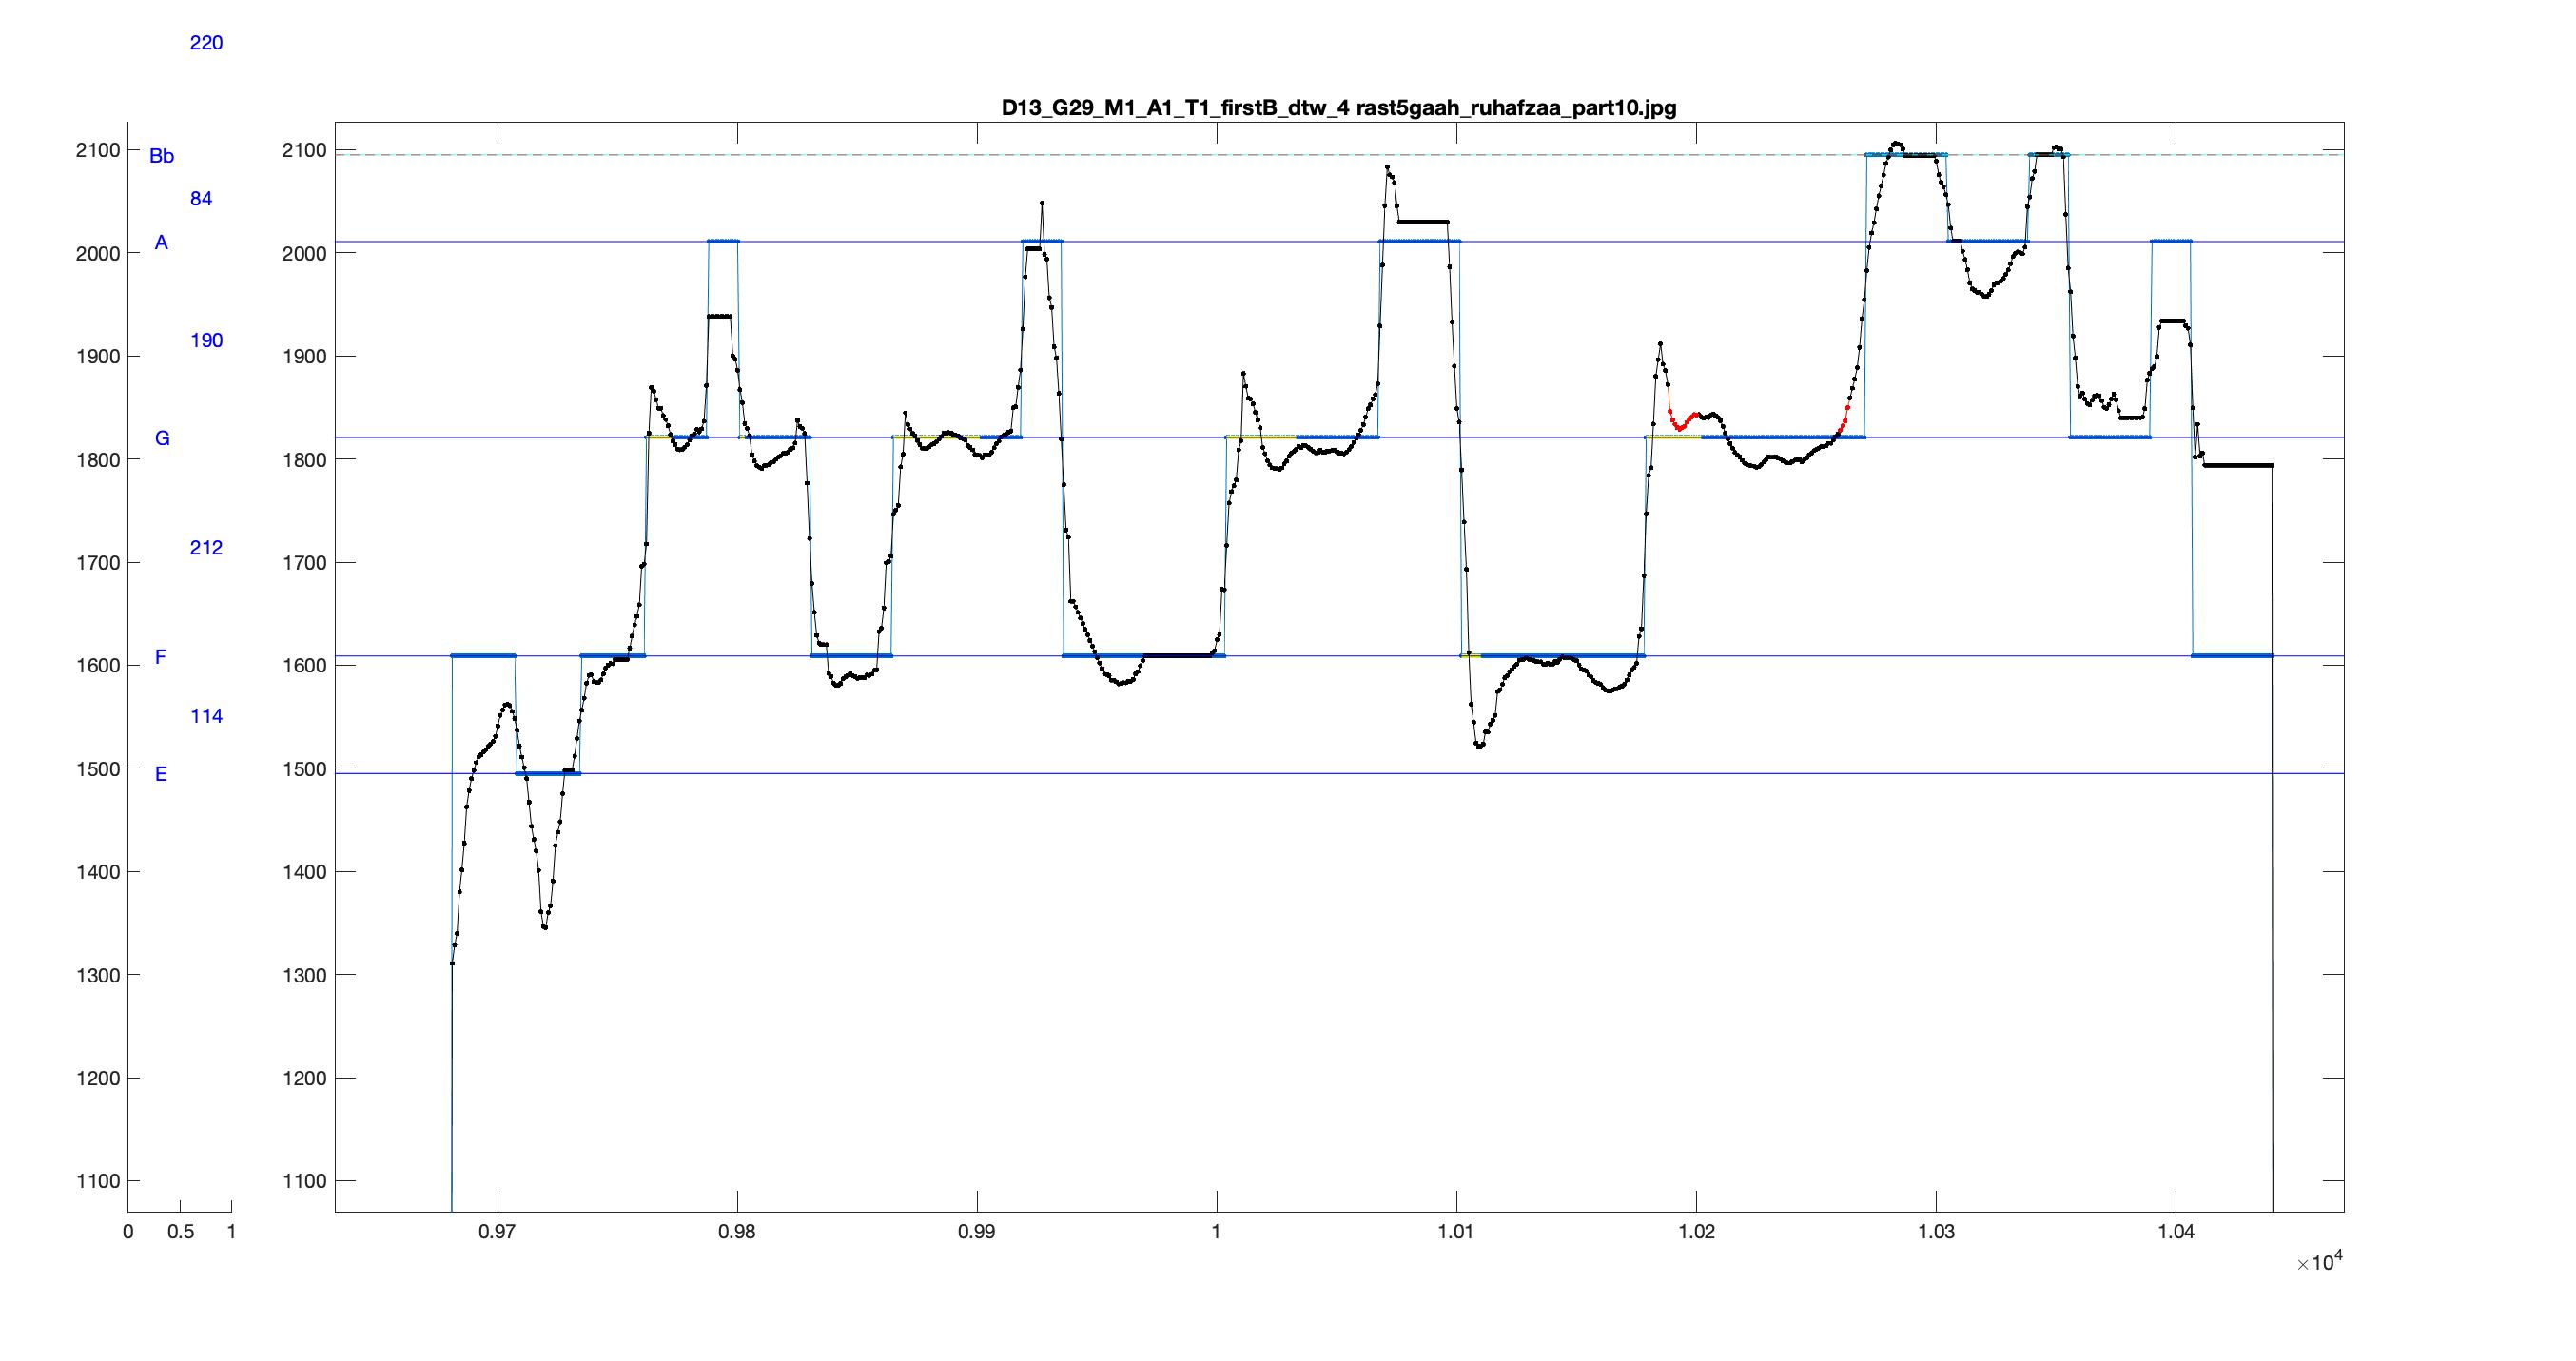 220
D13_G29_M1_A1_T1_firstB_dtw_4 rast5gaah_ruhafzaa_part10.jpg
2100 Bb 2100
84
A
2000 2000
190
1900 1900
G
1800 1800
212
1700 1700
F
1600 1600
114
1500 E 1500
1400 1400
1300 1300
1200 1200
1100 1100
0 0.5 1 0.97 0.98 0.99 1 1.01 1.02 1.03 1.04
×10⁴